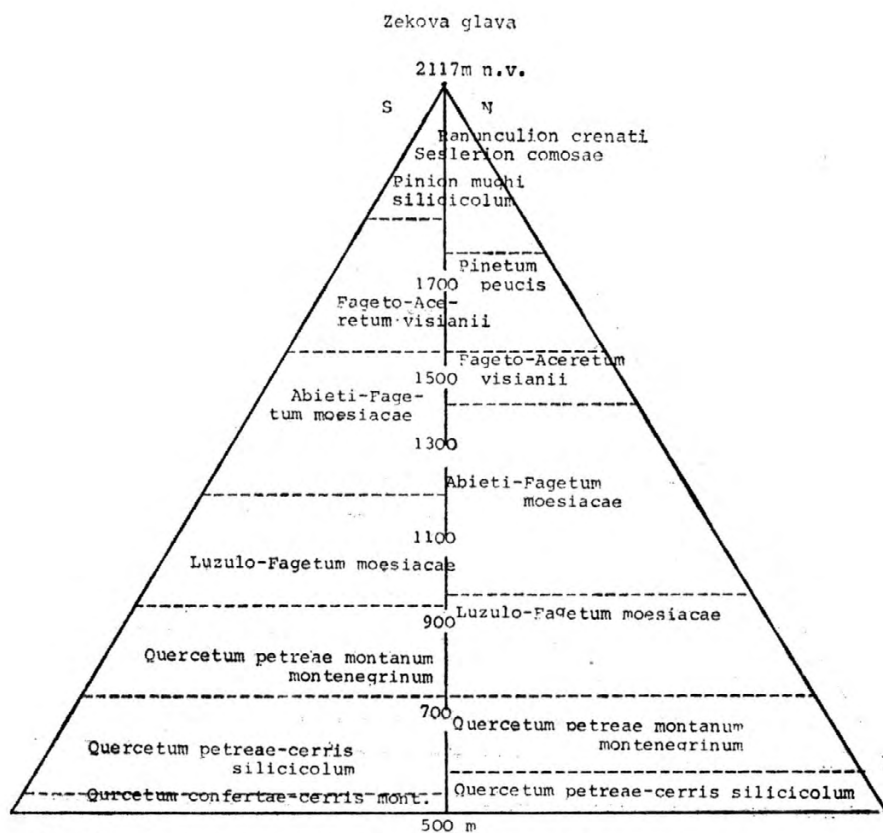 Zekova glava
2117m n.v.
S N
Ranunculion crenati
Seslerion comosae
Pinion mughi
silicicolum
Pinetum
1700 peucis
Fageto-Ace-
retum visianii
Fageto-Aceretum
1500 visianii
Abieti-Fage-
tum moesiacae
1300
Abieti-Fagetum
moesiacae
1100
Luzulo-Fagetum moesiacae
Luzulo-Fagetum moesiacae
900
Quercetum petreae montanum
montenegrinum
700
Quercetum petreae montanum
montenegrinum
Quercetum petreae-cerris
silicicolum
Qurcetum confertae-cerris mont.
Quercetum petreae-cerris silicicolum
500 m